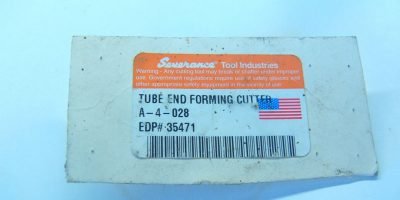 Severance® Tool Industries
Warning - Any cutting tool may break or shatter under improper
use. Government regulations require use of safety glasses and
other appropriate safety equipment in the vicinity of use.
TUBE END FORMING CUTTER
A-4-028
EDP# 35471